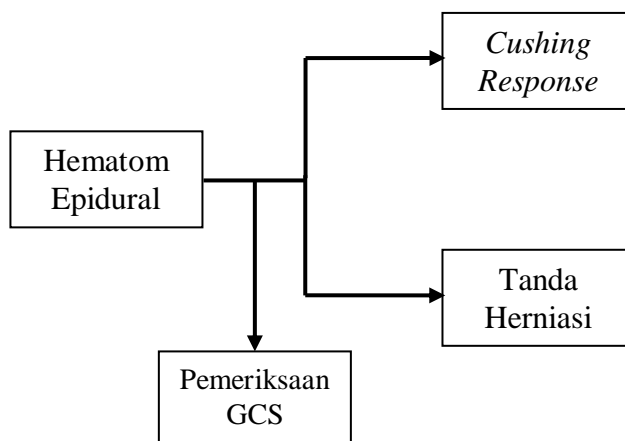 Cushing
Response
Hematom
Epidural
Tanda
Herniasi
Pemeriksaan
GCS